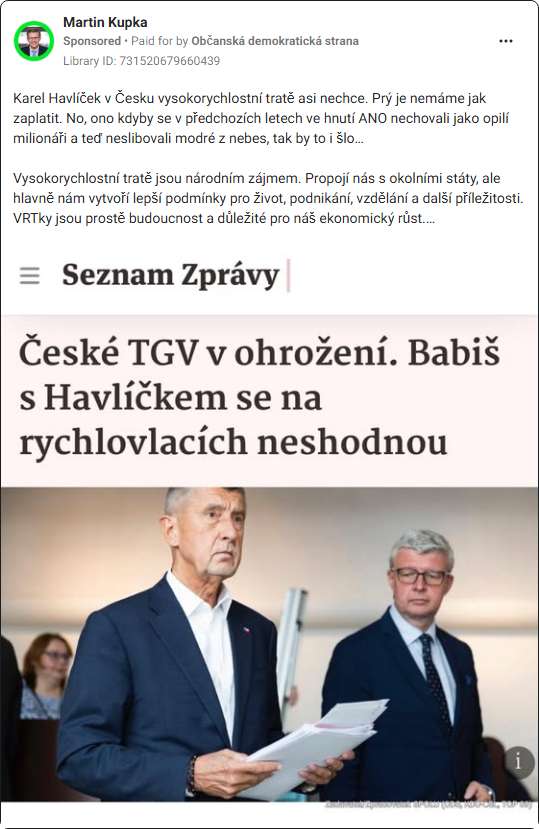 Martin Kupka
Sponsored • Paid for by Občanská demokratická strana
Library ID: 731520679660439
Karel Havlíček v Česku vysokorychlostní tratě asi nechce. Prý je nemáme jak
zaplatit. No, ono kdyby se v předchozích letech ve hnutí ANO nechovali jako opilí
milionáři a teď neslibovali modré z nebes, tak by to i šlo...
Vysokorychlostní tratě jsou národním zájmem. Propojí nás s okolními státy, ale
hlavně nám vytvoří lepší podmínky pro život, podnikání, vzdělání a další příležitosti.
VRTky jsou prostě budoucnost a důležité pro náš ekonomický růst....
Seznam Zprávy
České TGV v ohrožení. Babiš
s Havlíčkem se na
rychlovlacích neshodnou
i